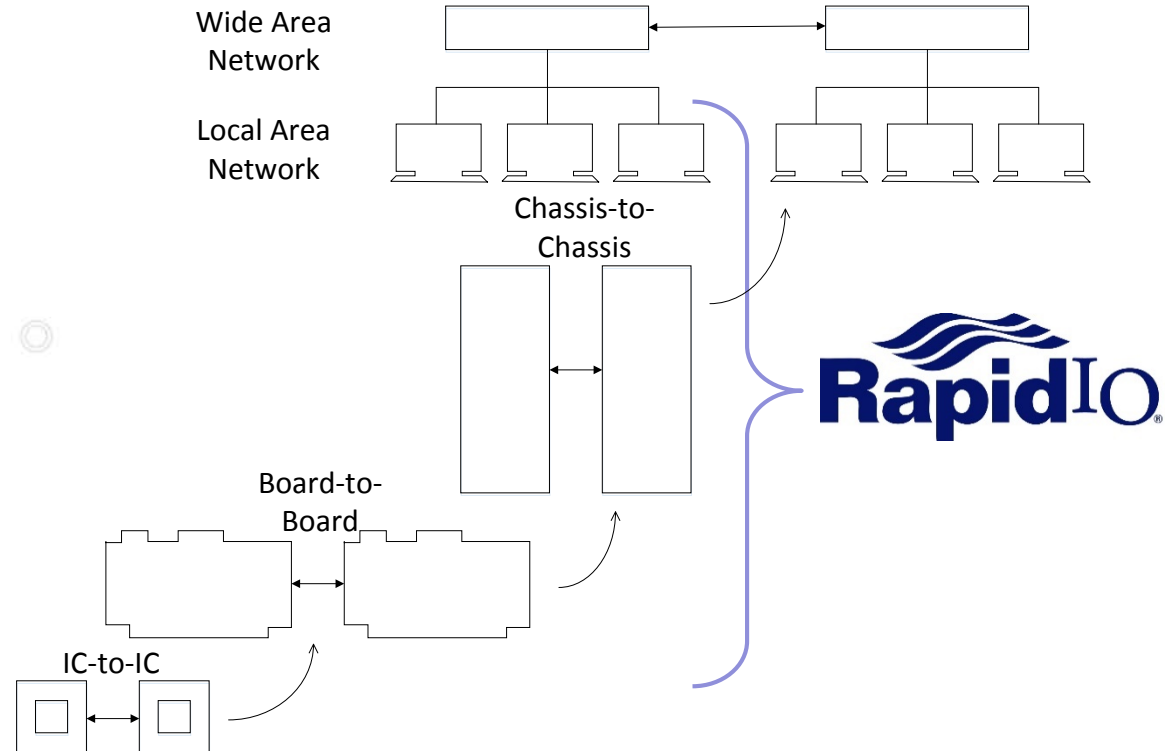 Wide Area
Network
Local Area
Network
Chassis-to-
Chassis
RapidIO®
Board-to-
Board
IC-to-IC